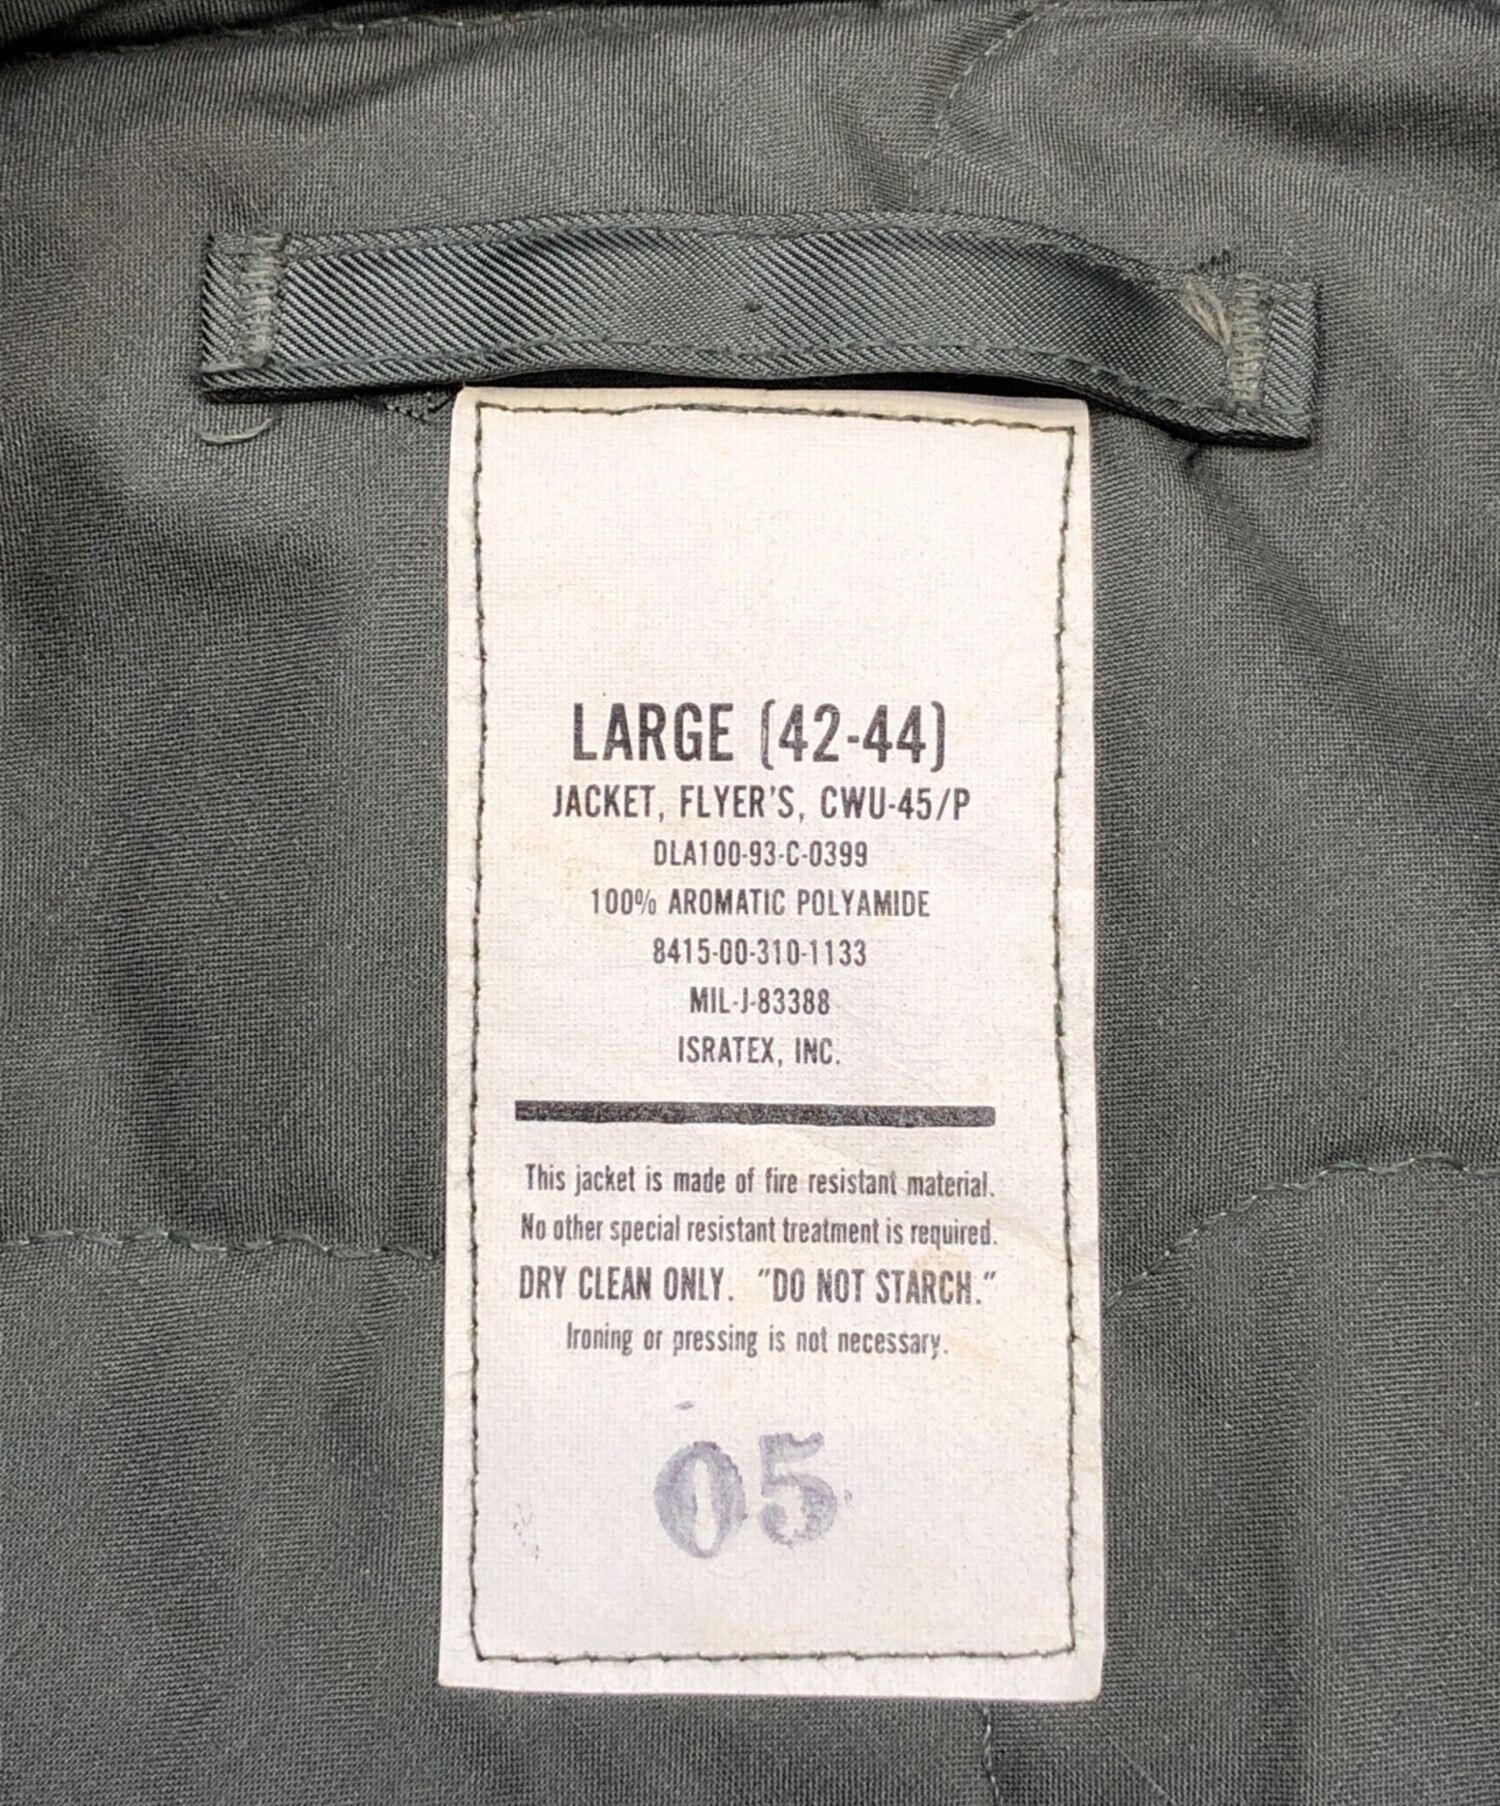 LARGE (42-44)
JACKET, FLYER'S, CWU-45/P
DLA100-93-C-0399
100% AROMATIC POLYAMIDE
8415-00-310-1133
MIL-J-83388
ISRATEX, INC.
This jacket is made of fire resistant material.
No other special resistant treatment is required.
DRY CLEAN ONLY. "DO NOT STARCH."
Ironing or pressing is not necessary.
05